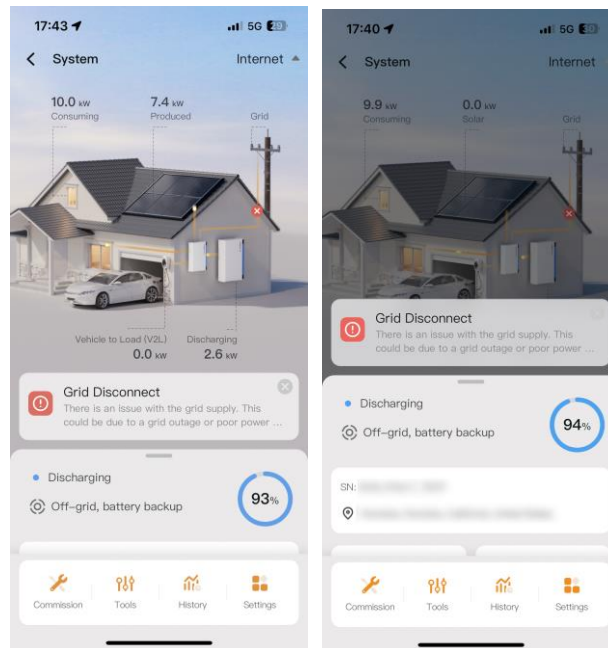 17:43
5G 29
System
Internet
10.0 kW
Consuming
7.4 kW
Produced
Grid
Vehicle to Load (V2L)
0.0 kW
Discharging
2.6 kW
Grid Disconnect
There is an issue with the grid supply. This
could be due to a grid outage or poor power ...
Discharging
Off-grid, battery backup
93%
Commission
Tools
History
Settings
17:40
5G 30
System
Internet
9.9 kW
Consuming
0.0 kW
Solar
Grid
Grid Disconnect
There is an issue with the grid supply. This
could be due to a grid outage or poor power ...
Discharging
Off-grid, battery backup
94%
SN:
Commission
Tools
History
Settings